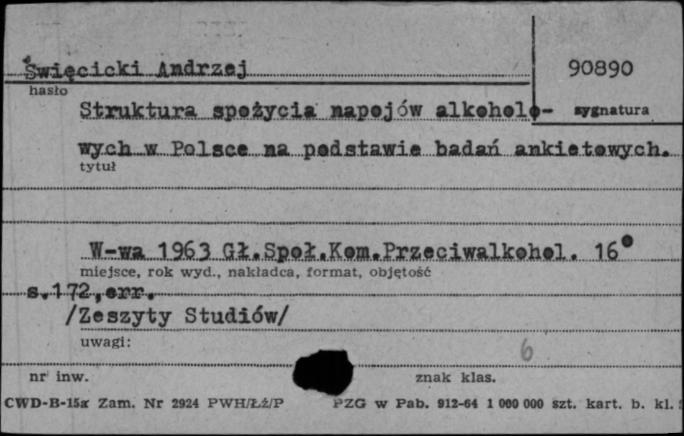 Święcicki Andrzej
90890
hasło
sygnatura
Struktura spożycia napojów alkoholo-
wych w Polsce na podstawie badań ankietowych.
tytuł
W-wa 1963 Gł.Społ.Kom.Przeciwalkohol. 16°
miejsce, rok wyd., nakładca, format, objętość
s.172,err.
/Zeszyty Studiów/
uwagi:
6
nr inw.
znak klas.
CWD-B-15x Zam. Nr 2924 PWH/Łż/P PZG w Pab. 912-64 1 000 000 szt. kart. b. kl.